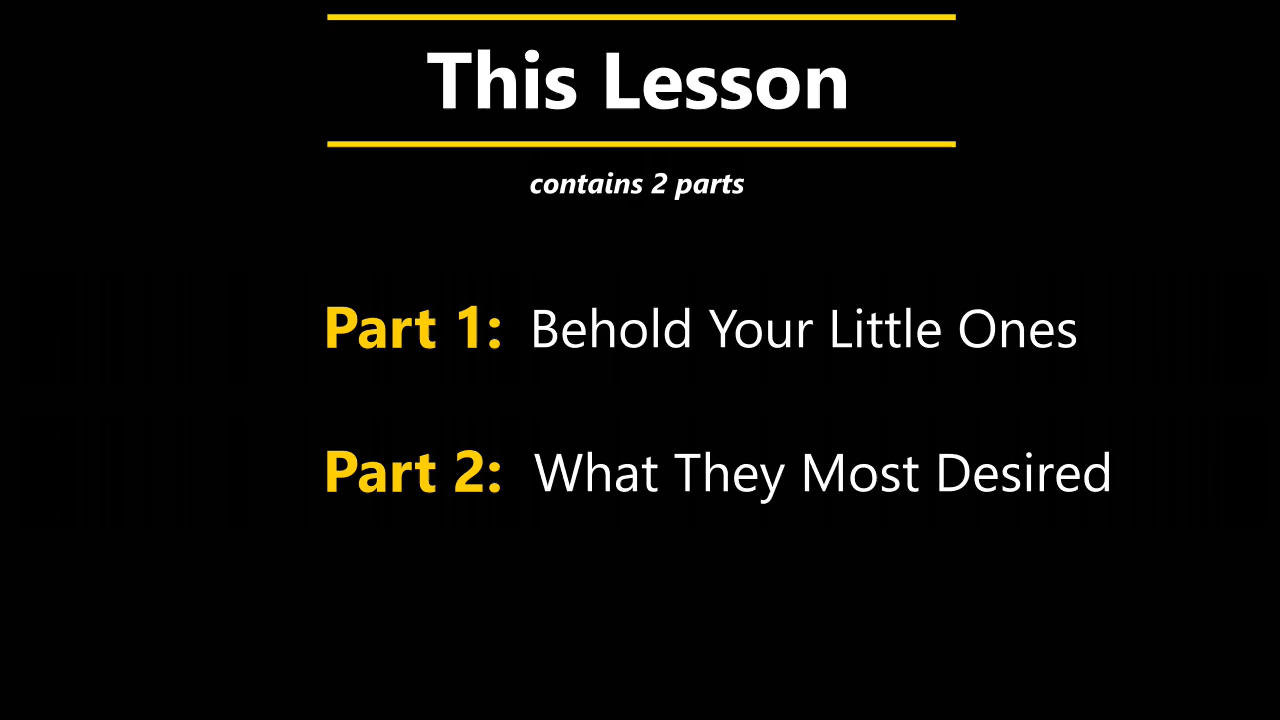 This Lesson
contains 2 parts
Part 1: Behold Your Little Ones
Part 2: What They Most Desired